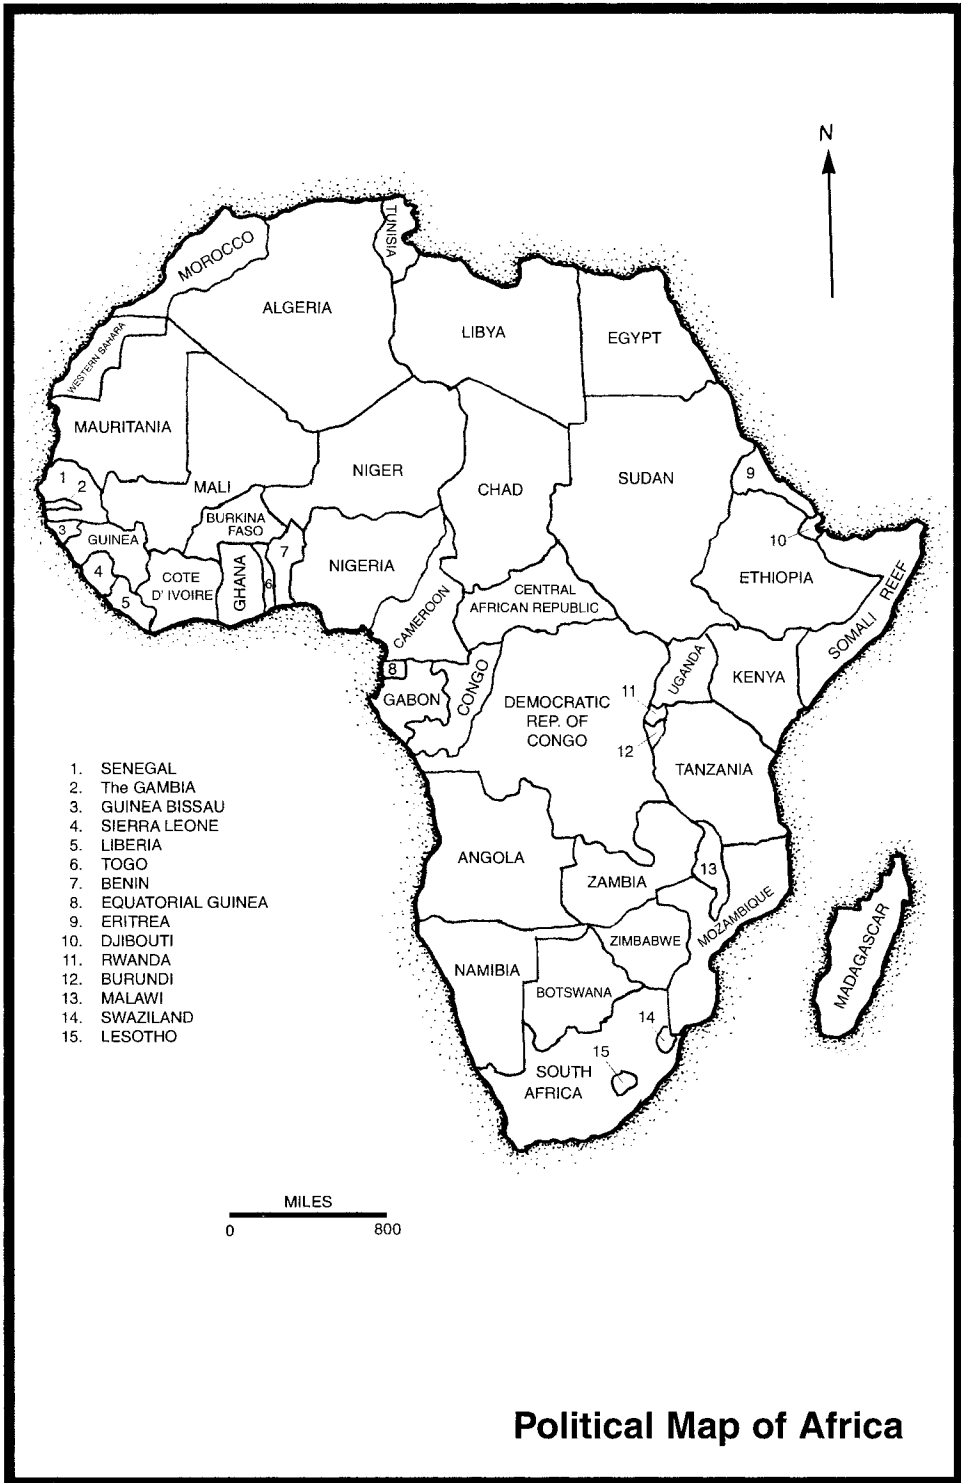 N
TUNISIA
MOROCCO
ALGERIA
LIBYA
EGYPT
WESTERN SAHARA
MAURITANIA
MALI
NIGER
CHAD
SUDAN
9
1
2
3
GUINEA
BURKINA
FASO
7
NIGERIA
10
ETHIOPIA
SOMALI REEF
4
5
COTE
D' IVOIRE
GHANA
6
CAMEROON
CENTRAL
AFRICAN REPUBLIC
8
GABON
CONGO
DEMOCRATIC
REP. OF
CONGO
UGANDA
KENYA
11
12
TANZANIA
1. SENEGAL
2. The GAMBIA
3. GUINEA BISSAU
4. SIERRA LEONE
5. LIBERIA
6. TOGO
7. BENIN
8. EQUATORIAL GUINEA
9. ERITREA
10. DJIBOUTI
11. RWANDA
12. BURUNDI
13. MALAWI
14. SWAZILAND
15. LESOTHO
ANGOLA
ZAMBIA
13
MOZAMBIQUE
ZIMBABWE
NAMIBIA
BOTSWANA
MADAGASCAR
14
15
SOUTH
AFRICA
MILES
0 800
Political Map of Africa